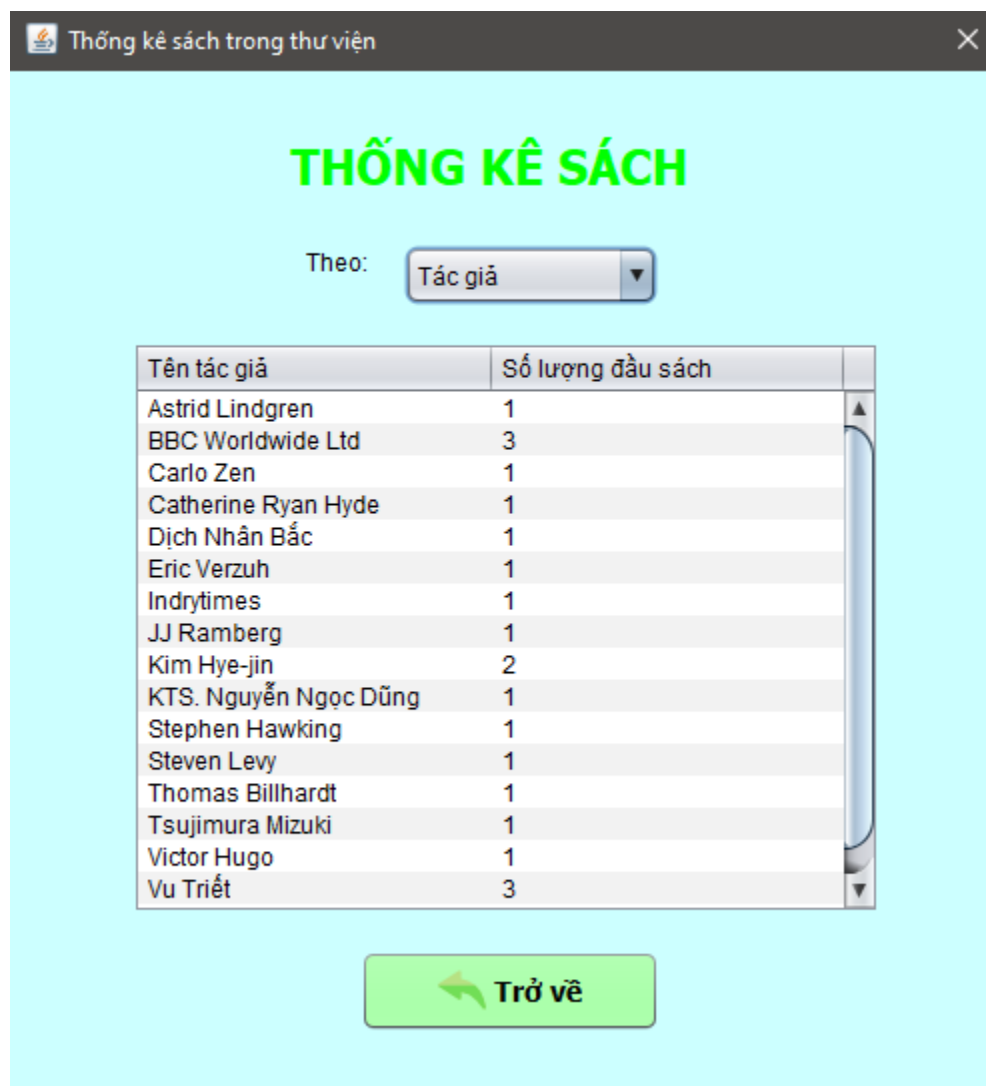 Thống kê sách trong thư viện
THỐNG KÊ SÁCH
Theo: Tác giả
Tên tác giả Số lượng đầu sách
Astrid Lindgren 1
BBC Worldwide Ltd 3
Carlo Zen 1
Catherine Ryan Hyde 1
Dịch Nhân Bắc 1
Eric Verzuh 1
Indrytimes 1
JJ Ramberg 1
Kim Hye-jin 2
KTS. Nguyễn Ngọc Dũng 1
Stephen Hawking 1
Steven Levy 1
Thomas Billhardt 1
Tsujimura Mizuki 1
Victor Hugo 1
Vu Triết 3
Trở về